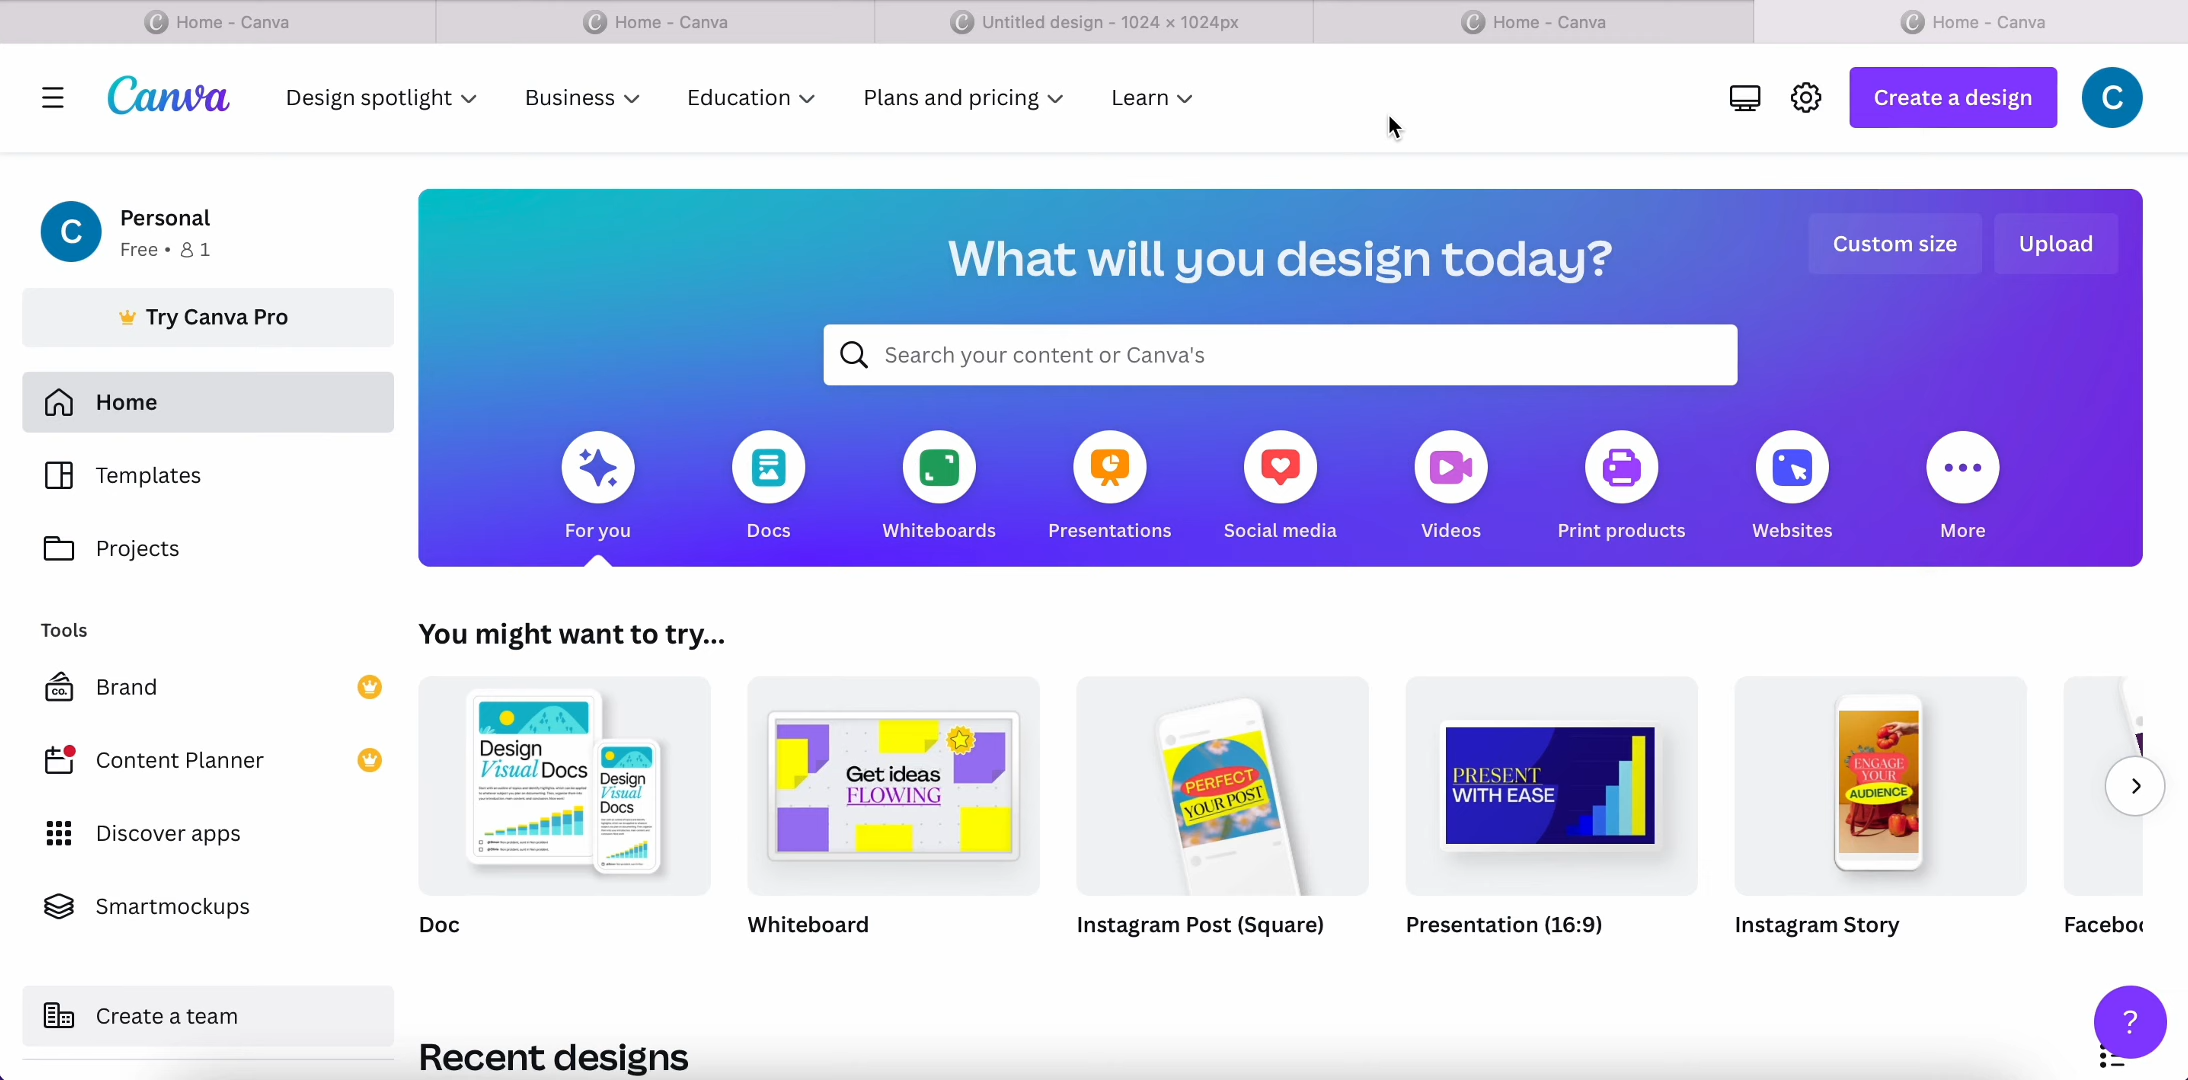 Home - Canva
Home - Canva
Untitled design - 1024 × 1024px
Home - Canva
Home - Canva
Canva
Design spotlight
Business
Education
Plans and pricing
Learn
Create a design
C
C
Personal
Free • 1
Try Canva Pro
Home
Templates
Projects
Tools
CO.
Brand
Content Planner
Discover apps
Smartmockups
Create a team
What will you design today?
Custom size
Upload
Search your content or Canva's
For you
Docs
Whiteboards
Presentations
Social media
Videos
Print products
Websites
More
You might want to try...
Design
Visual Docs
Design
Visual
Docs
Doc
Get ideas
FLOWING
Whiteboard
PERFECT
YOUR POST
Instagram Post (Square)
PRESENT
WITH EASE
Presentation (16:9)
ENGAGE
YOUR
AUDIENCE
Instagram Story
Faceboo
Recent designs
?